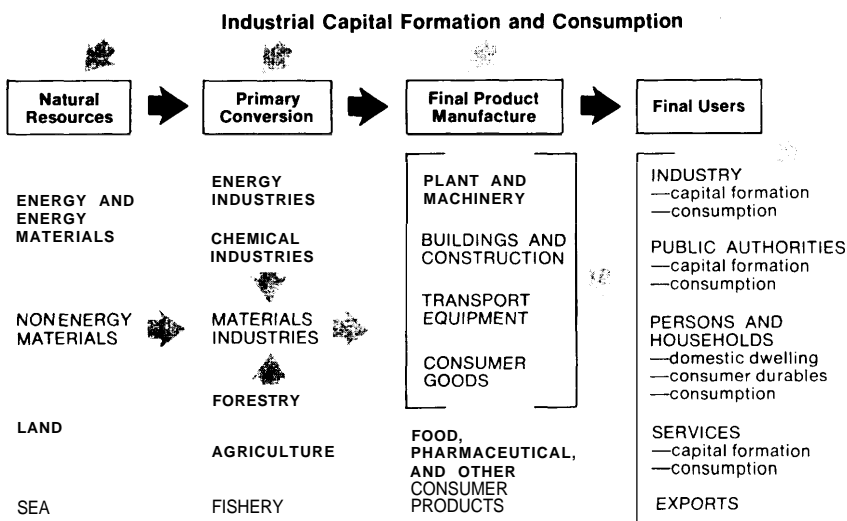 Industrial Capital Formation and Consumption
Natural
Resources
Primary
Conversion
Final Product
Manufacture
Final Users
ENERGY AND
ENERGY
MATERIALS
NONENERGY
MATERIALS
LAND
SEA
ENERGY
INDUSTRIES
CHEMICAL
INDUSTRIES
MATERIALS
INDUSTRIES
FORESTRY
AGRICULTURE
FISHERY
PLANT AND
MACHINERY
BUILDINGS AND
CONSTRUCTION
TRANSPORT
EQUIPMENT
CONSUMER
GOODS
FOOD,
PHARMACEUTICAL,
AND OTHER
CONSUMER
PRODUCTS
INDUSTRY
—capital formation
—consumption
PUBLIC AUTHORITIES
—capital formation
—consumption
PERSONS AND
HOUSEHOLDS
—domestic dwelling
—consumer durables
—consumption
SERVICES
—capital formation
—consumption
EXPORTS